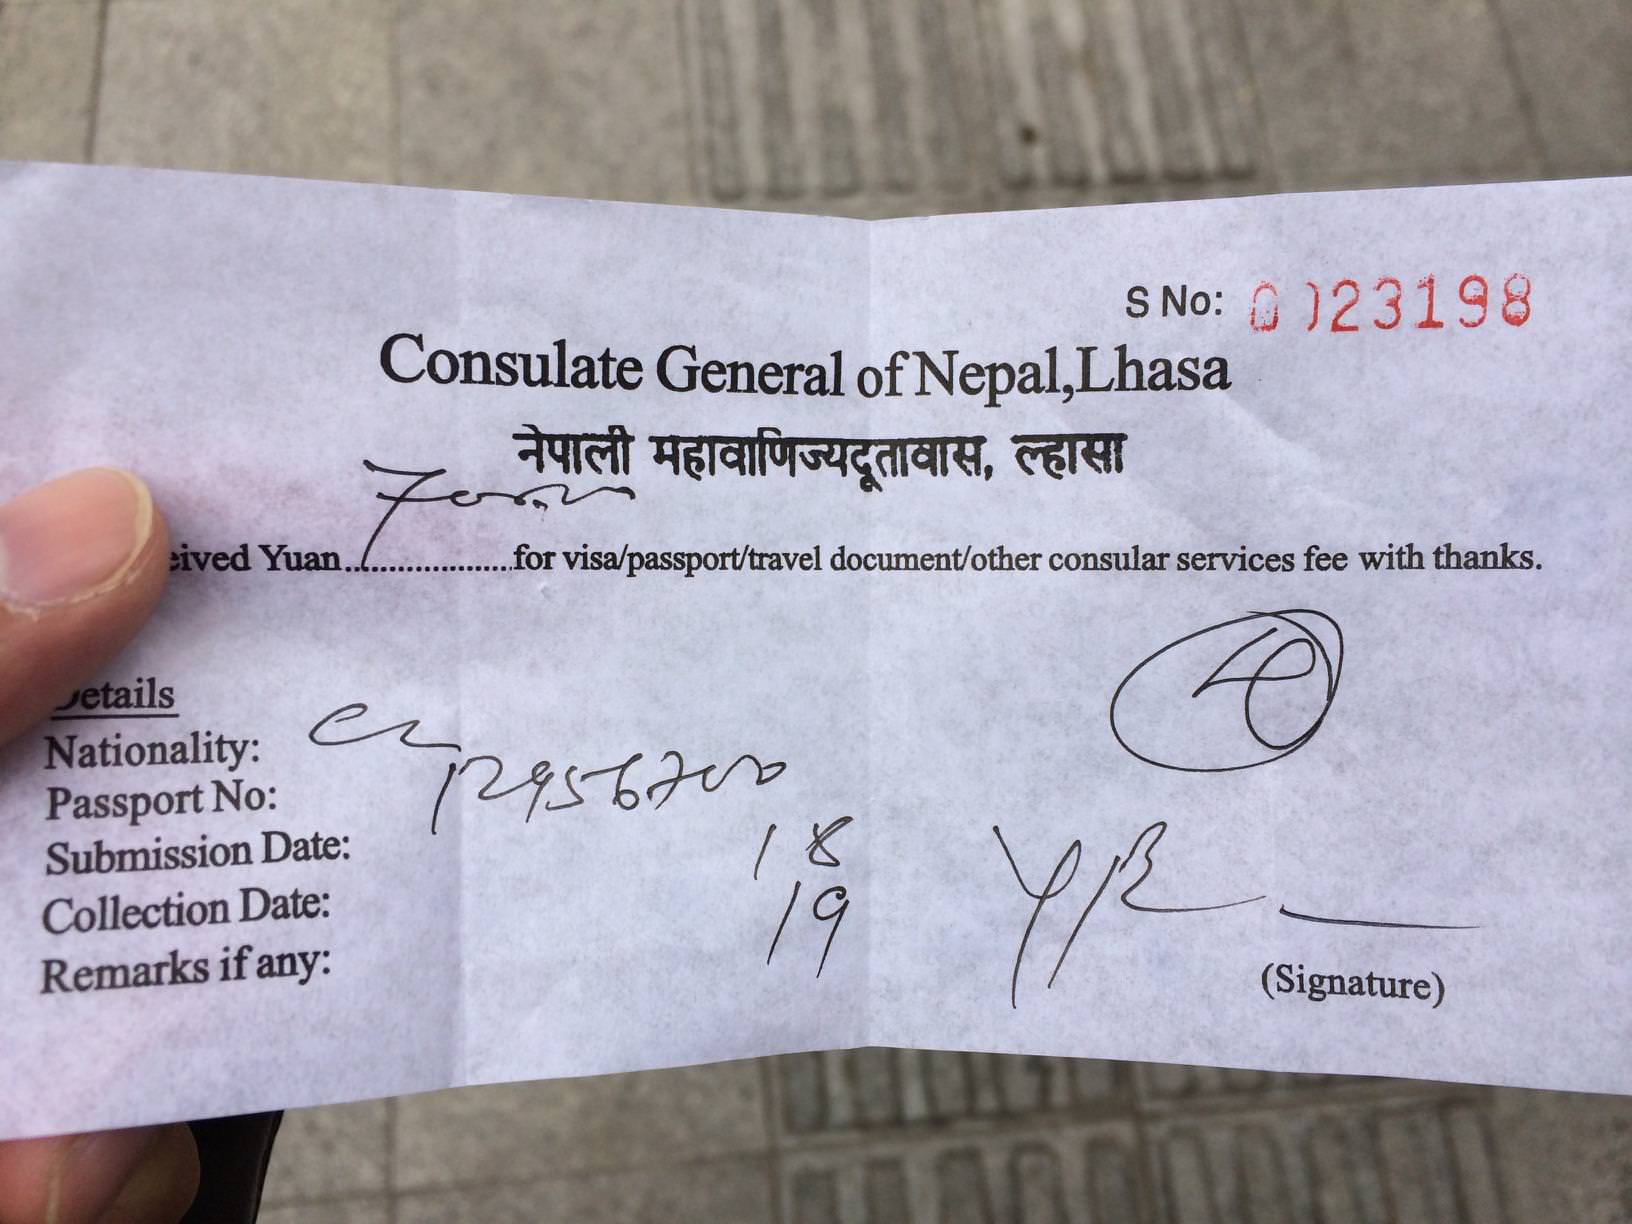 S No: 0023198
Consulate General of Nepal,Lhasa
नेपाली महावाणिज्यदूतावास, ल्हासा
eived Yuan....................for visa/passport/travel document/other consular services fee with thanks.
Details
Nationality:
Passport No:
Submission Date: 18
Collection Date: 19
Remarks if any:
(Signature)